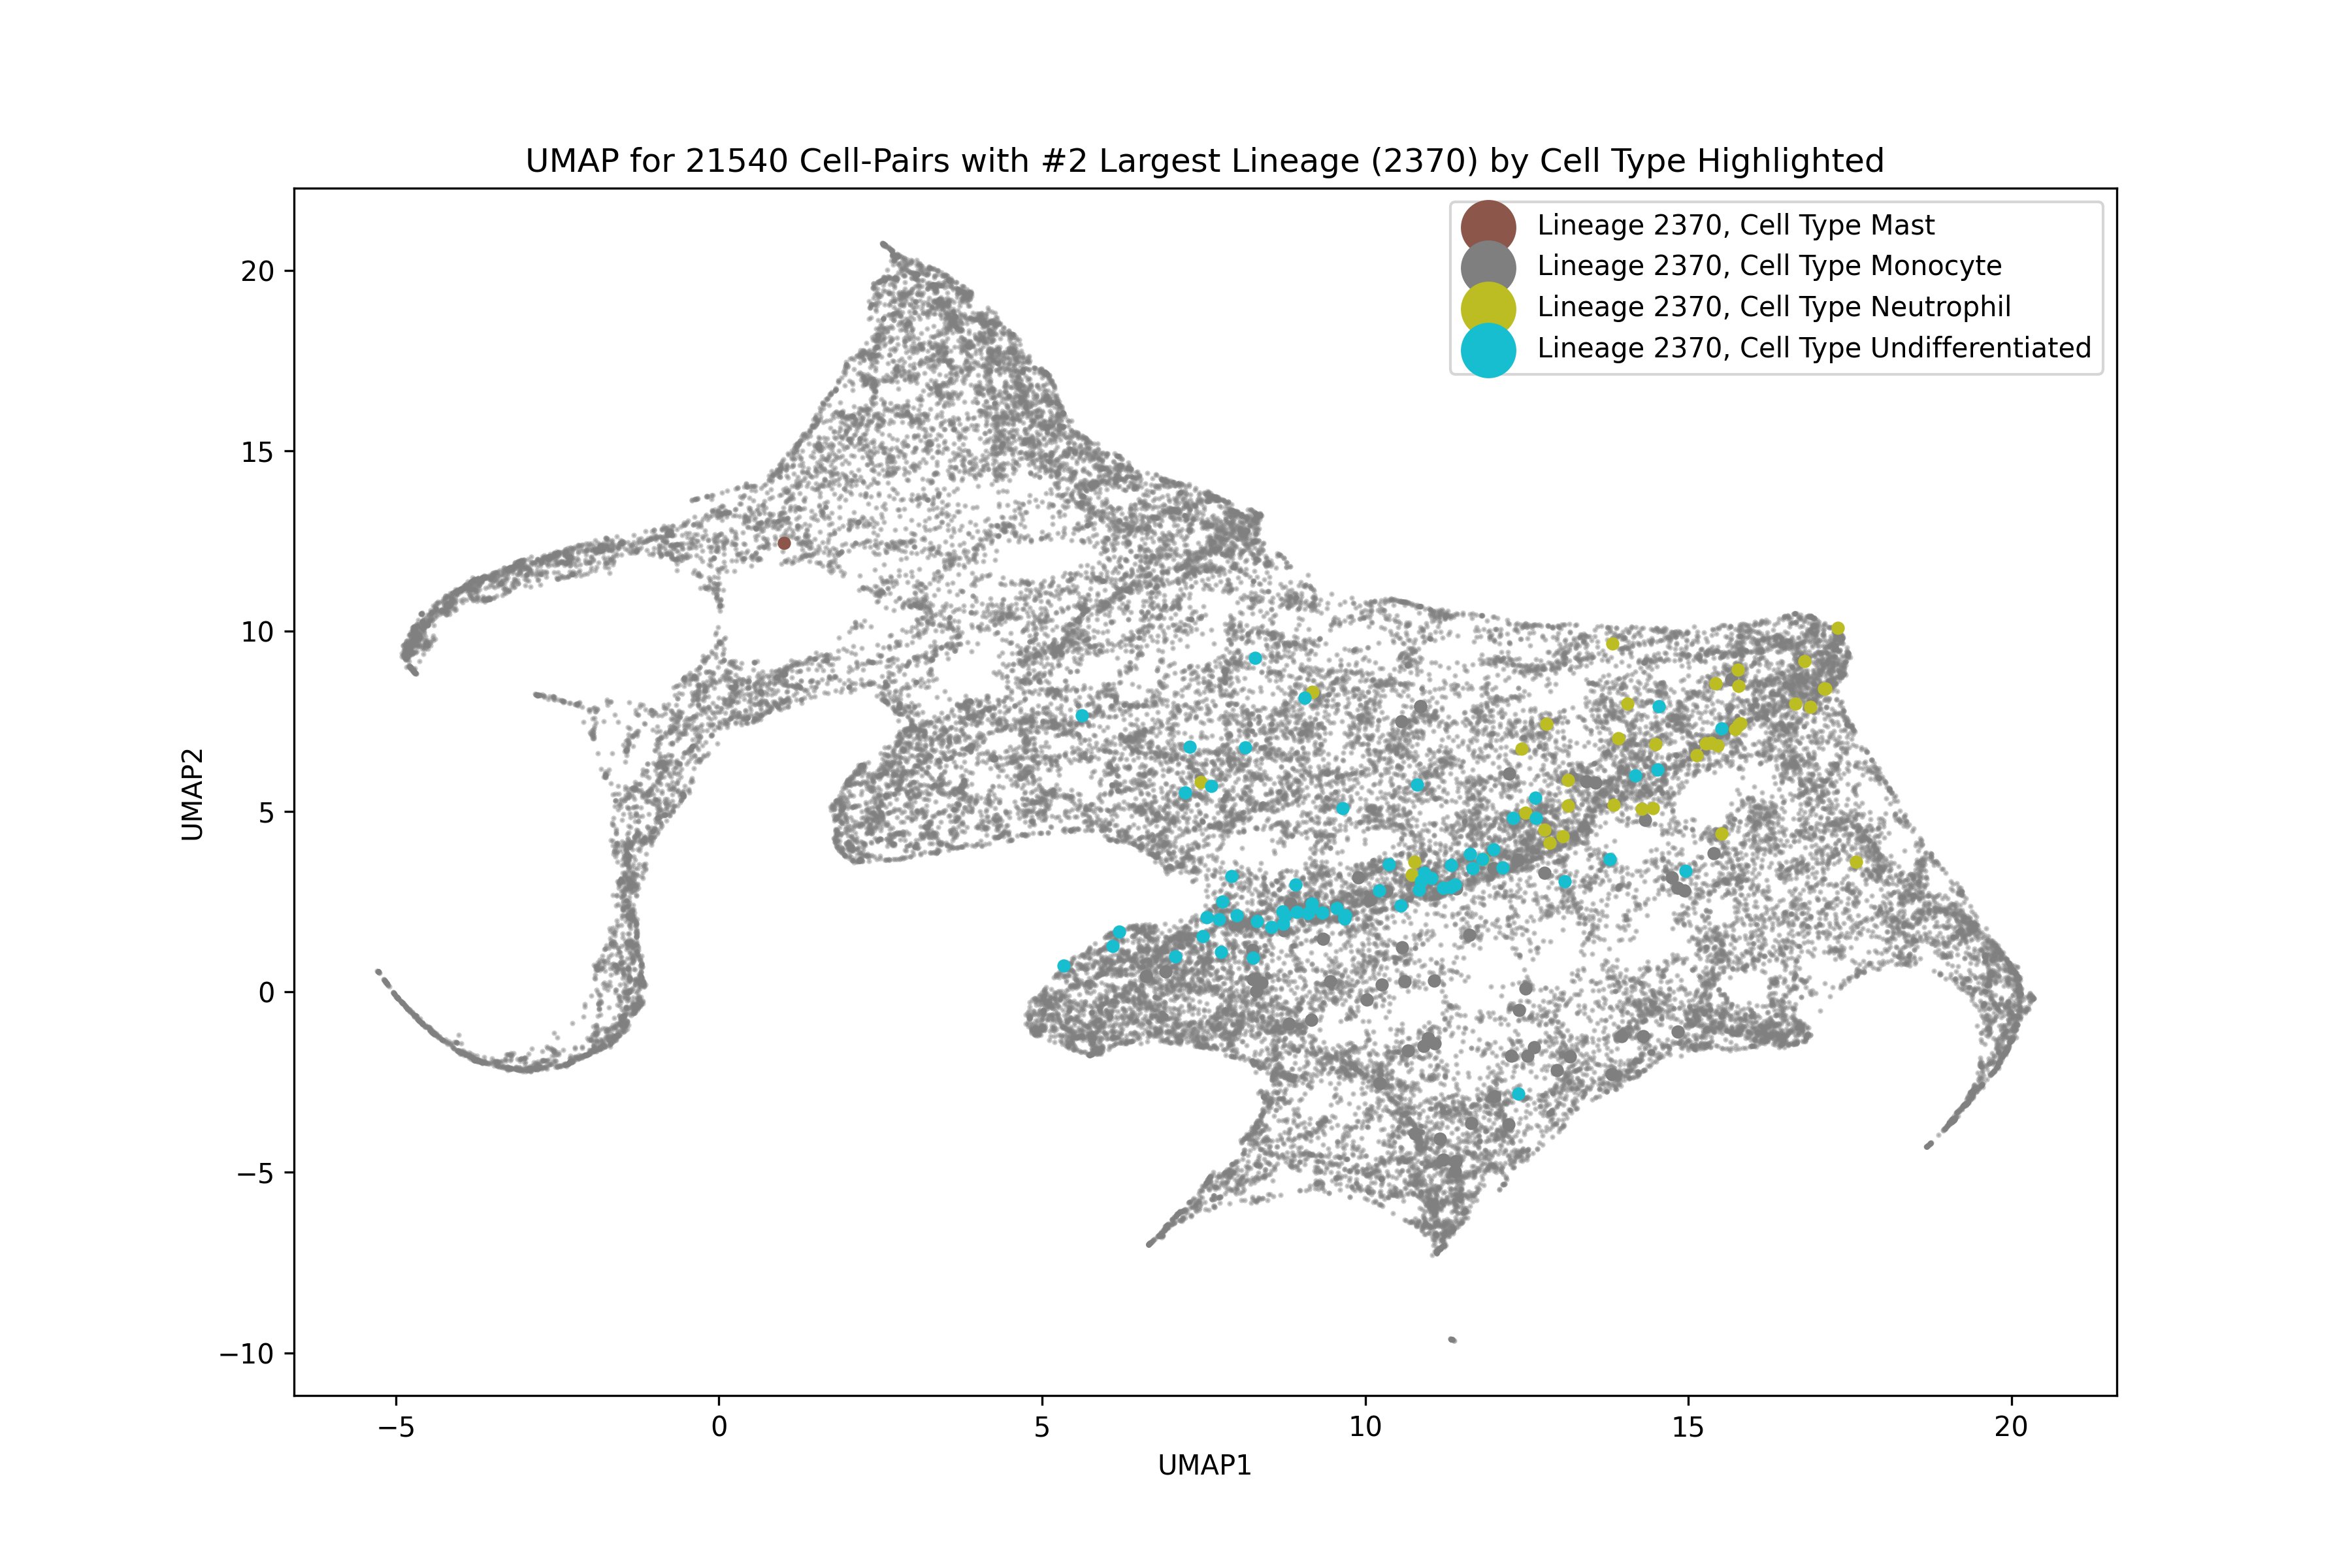 UMAP for 21540 Cell-Pairs with #2 Largest Lineage (2370) by Cell Type Highlighted
Lineage 2370, Cell Type Mast
Lineage 2370, Cell Type Monocyte
Lineage 2370, Cell Type Neutrophil
Lineage 2370, Cell Type Undifferentiated
20
15
10
5
0
−5
−10
UMAP2
−5
0
5
10
15
20
UMAP1